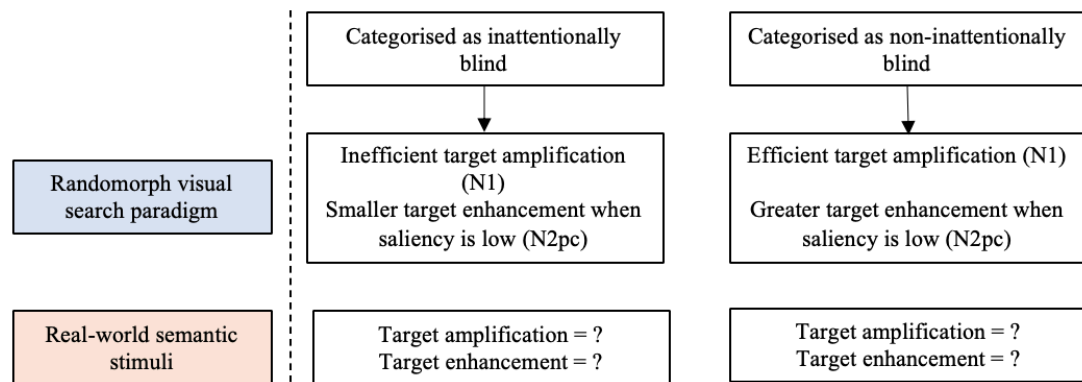 Categorised as inattentionally
blind
Categorised as non-inattentionally
blind
Randomorph visual
search paradigm
Inefficient target amplification
(N1)
Smaller target enhancement when
saliency is low (N2pc)
Efficient target amplification (N1)
Greater target enhancement when
saliency is low (N2pc)
Real-world semantic
stimuli
Target amplification = ?
Target enhancement = ?
Target amplification = ?
Target enhancement = ?